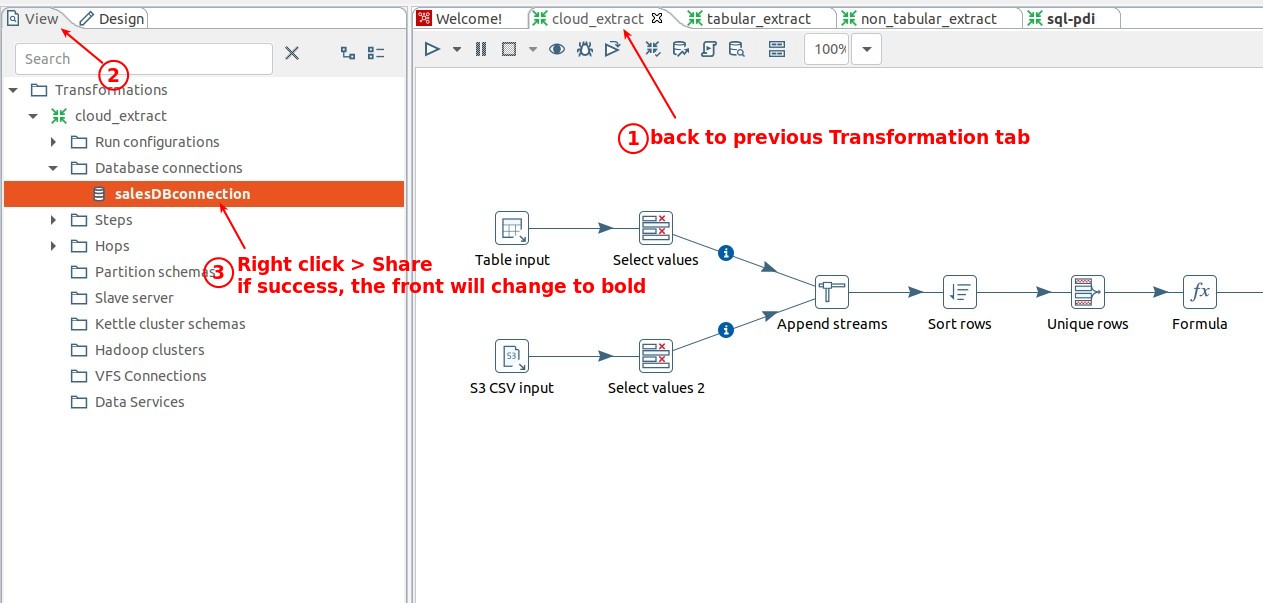 View
Design
Welcome!
cloud_extract
tabular_extract
non_tabular_extract
sql-pdi
Search
100%
2
Transformations
cloud_extract
Run configurations
Database connections
salesDBconnection
Steps
Hops
Partition schemas
Slave server
Kettle cluster schemas
Hadoop clusters
VFS Connections
Data Services
1 back to previous Transformation tab
3 Right click > Share
if success, the front will change to bold
Table input
Select values
Append streams
Sort rows
Unique rows
fx
Formula
S3
S3 CSV input
Select values 2